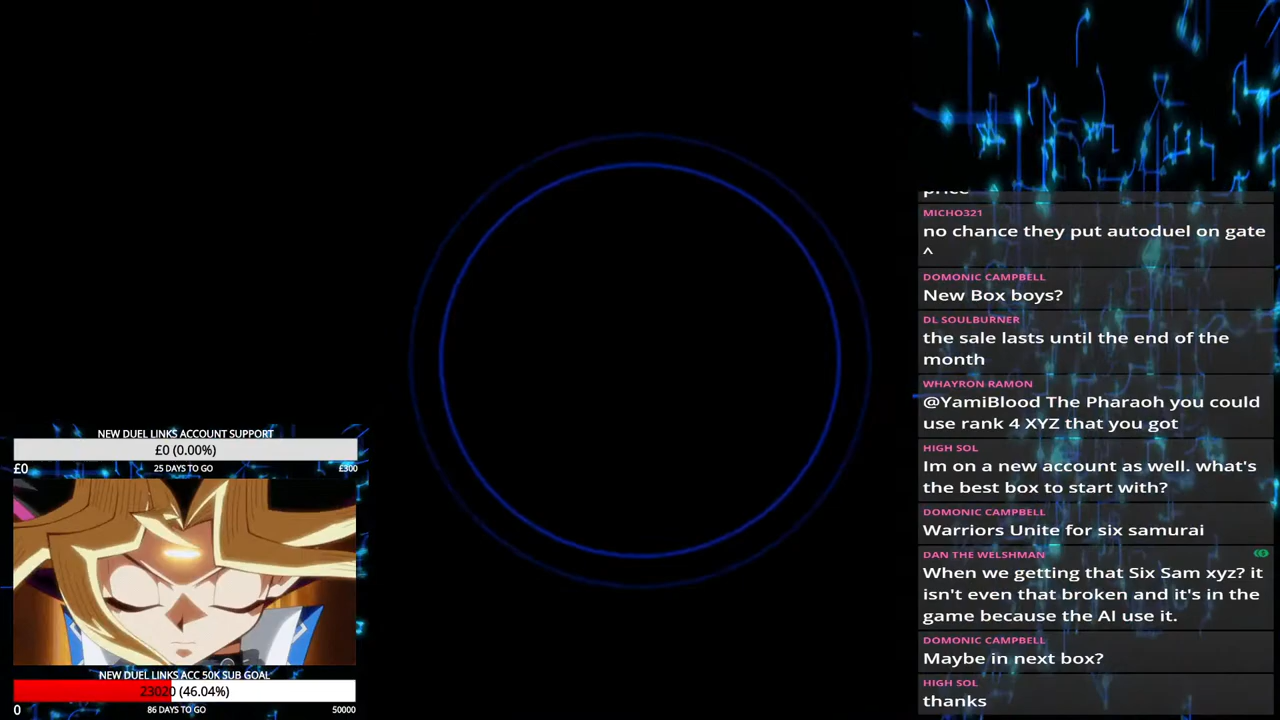 NEW DUEL LINKS ACCOUNT SUPPORT
£0 (0.00%)
£0
25 DAYS TO GO
£300
NEW DUEL LINKS ACC 50K SUB GOAL
23020 (46.04%)
0
86 DAYS TO GO
50000
price
MICHO321
no chance they put autoduel on gate
^
DOMONIC CAMPBELL
New Box boys?
DL SOULBURNER
the sale lasts until the end of the
month
WHAYRON RAMON
@YamiBlood The Pharaoh you could
use rank 4 XYZ that you got
HIGH SOL
Im on a new account as well. what's
the best box to start with?
DOMONIC CAMPBELL
Warriors Unite for six samurai
DAN THE WELSHMAN
When we getting that Six Sam xyz? it
isn't even that broken and it's in the
game because the AI use it.
DOMONIC CAMPBELL
Maybe in next box?
HIGH SOL
thanks